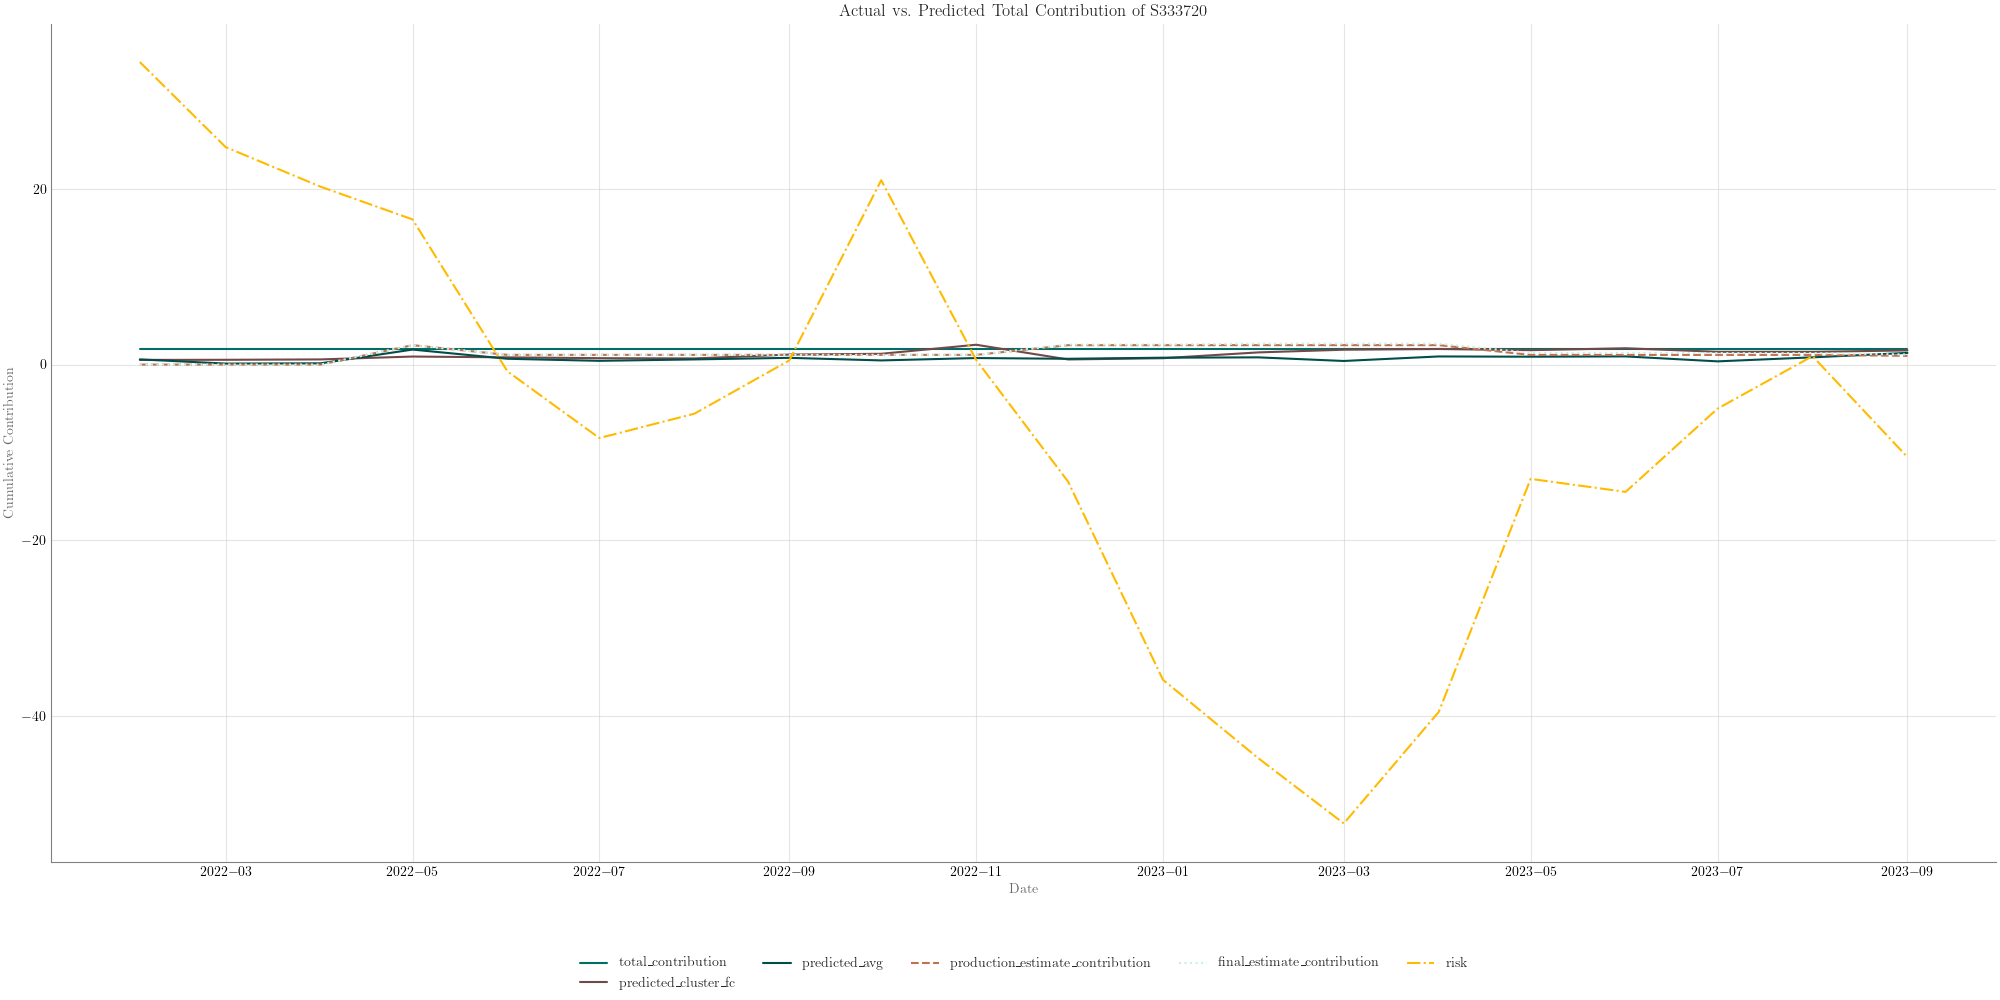 Actual vs. Predicted Total Contribution of S333720
20
0
−20
−40
Cumulative Contribution
2022−03 2022−05 2022−07 2022−09 2022−11 2023−01 2023−03 2023−05 2023−07 2023−09
Date
total_contribution predicted_avg production_estimate_contribution final_estimate_contribution risk
predicted_cluster_fc